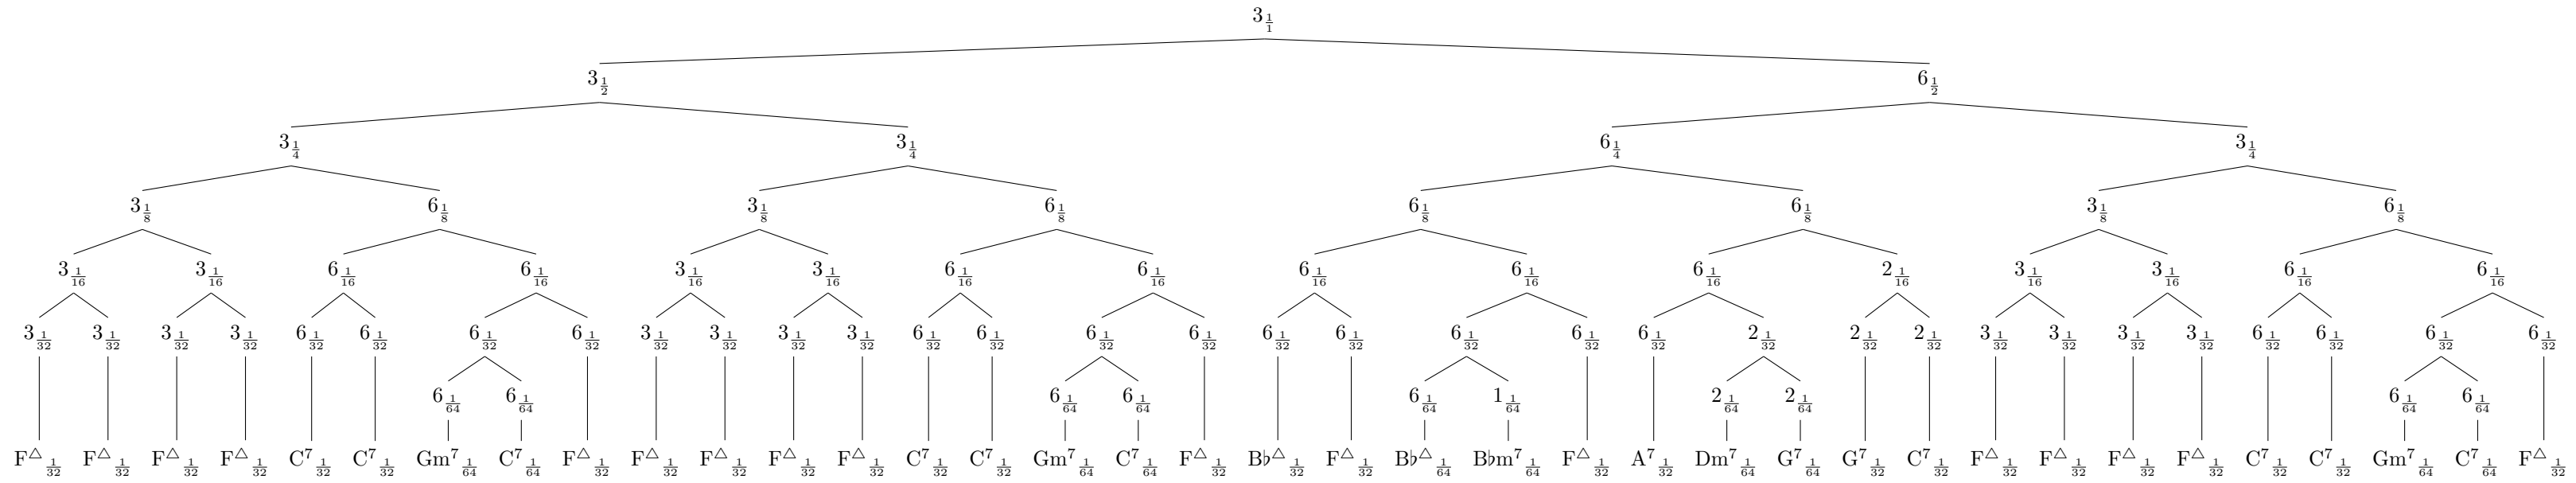 3 1/1
3 1/2 6 1/2
3 1/4 3 1/4 6 1/4 3 1/4
3 1/8 6 1/8 3 1/8 6 1/8 6 1/8 6 1/8 3 1/8 6 1/8
3 1/16 3 1/16 6 1/16 6 1/16 3 1/16 3 1/16 6 1/16 6 1/16 6 1/16 6 1/16 6 1/16 2 1/16 3 1/16 3 1/16 6 1/16 6 1/16
3 1/32 3 1/32 3 1/32 3 1/32 6 1/32 6 1/32 6 1/32 6 1/32 3 1/32 3 1/32 3 1/32 3 1/32 6 1/32 6 1/32 6 1/32 6 1/32 6 1/32 6 1/32 6 1/32 6 1/32 6 1/32 2 1/32 2 1/32 2 1/32 3 1/32 3 1/32 3 1/32 3 1/32 6 1/32 6 1/32 6 1/32 6 1/32
6 1/64 6 1/64 6 1/64 6 1/64 6 1/64 1 1/64 2 1/64 2 1/64 6 1/64 6 1/64
F△ 1/32 F△ 1/32 F△ 1/32 F△ 1/32 C7 1/32 C7 1/32 Gm7 1/64 C7 1/64 F△ 1/32 F△ 1/32 F△ 1/32 F△ 1/32 F△ 1/32 C7 1/32 C7 1/32 Gm7 1/64 C7 1/64 F△ 1/32 B♭△ 1/32 F△ 1/32 B♭△ 1/64 B♭m7 1/64 F△ 1/32 A7 1/32 Dm7 1/64 G7 1/64 G7 1/32 C7 1/32 F△ 1/32 F△ 1/32 F△ 1/32 F△ 1/32 C7 1/32 C7 1/32 Gm7 1/64 C7 1/64 F△ 1/32